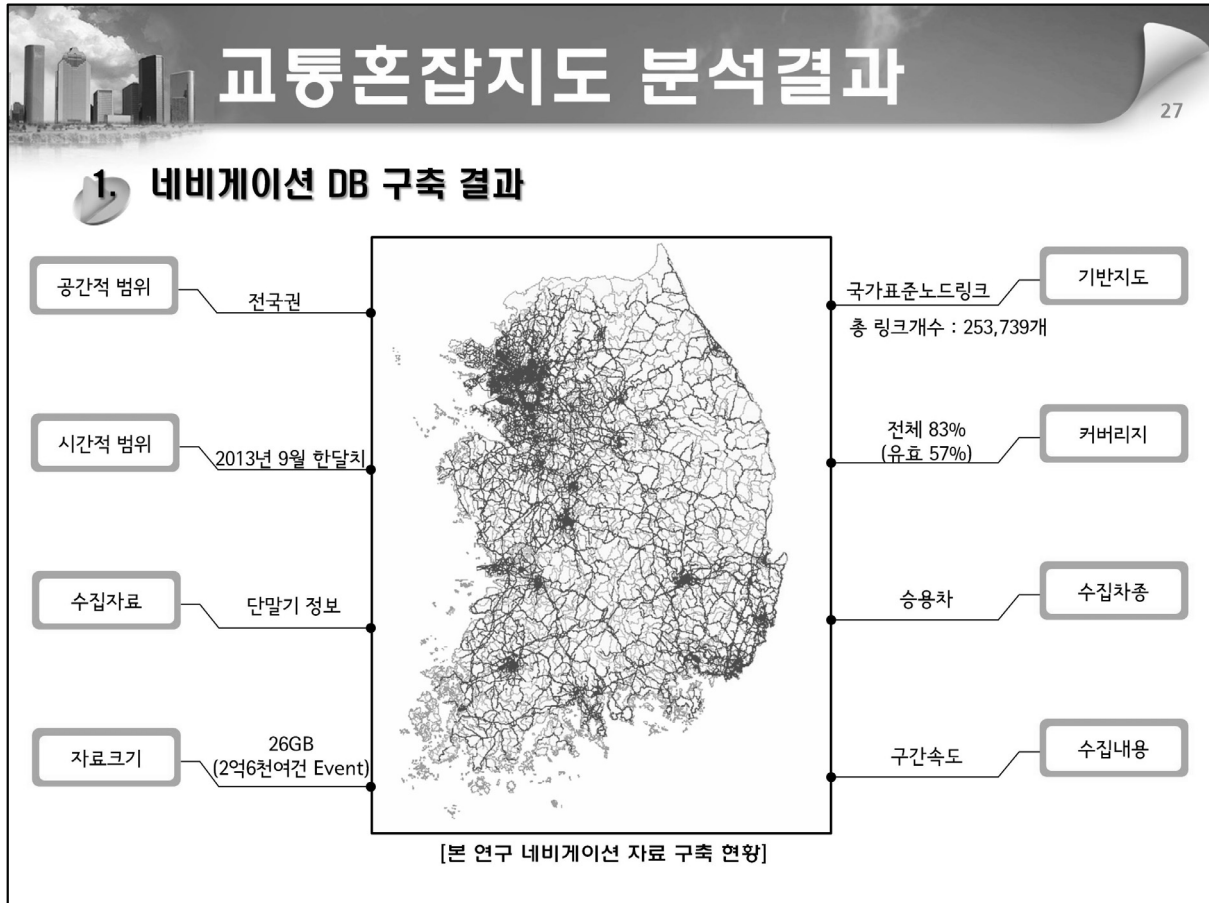 교통혼잡지도 분석결과
27
1. 네비게이션 DB 구축 결과
공간적 범위
전국권
시간적 범위
2013년 9월 한달치
수집자료
단말기 정보
자료크기
26GB
(2억6천여건 Event)
국가표준노드링크
총 링크개수 : 253,739개
기반지도
전체 83%
(유효 57%)
커버리지
승용차
수집차종
구간속도
수집내용
[본 연구 네비게이션 자료 구축 현황]